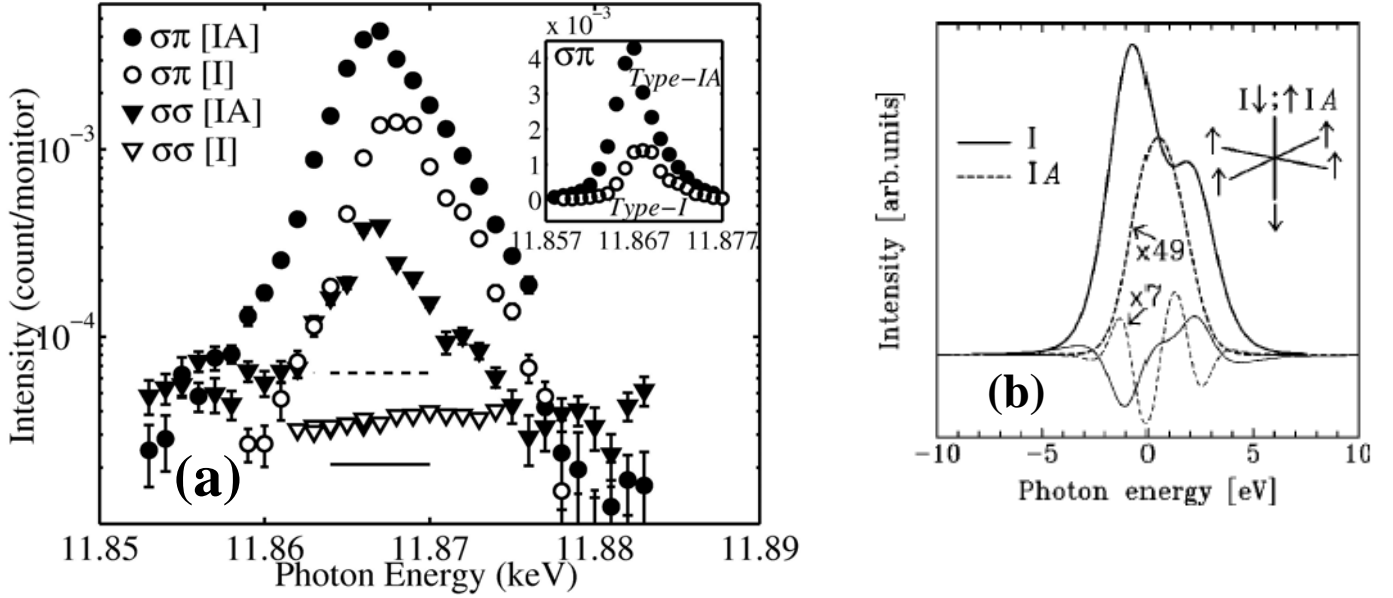 Intensity (count/monitor)
10⁻³
10⁻⁴
σπ [IA]
σπ [I]
σσ [IA]
σσ [I]
x 10⁻³
σπ
4
3
2
1
0
Type−IA
Type−I
11.857 11.867 11.877
(a)
11.85 11.86 11.87 11.88 11.89
Photon Energy (keV)
Intensity [arb.units]
I
IA
I↓;↑IA
↑ ↑
↑ ↑
↓
x49
x7
(b)
−10 −5 0 5 10
Photon energy [eV]